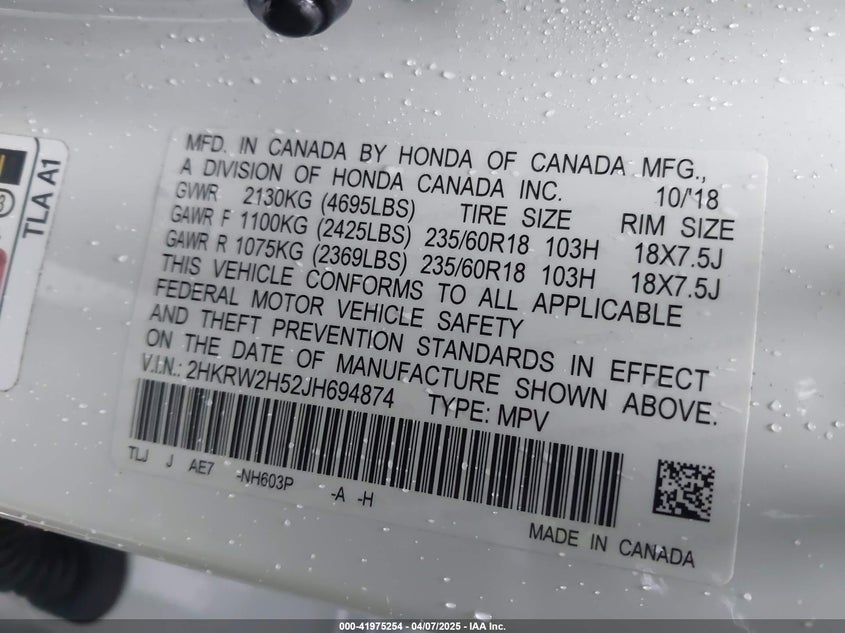 MFD. IN CANADA BY HONDA OF CANADA MFG.,
A DIVISION OF HONDA CANADA INC. 10/'18
GVWR 2130KG (4695LBS) TIRE SIZE RIM SIZE
GAWR F 1100KG (2425LBS) 235/60R18 103H 18X7.5J
GAWR R 1075KG (2369LBS) 235/60R18 103H 18X7.5J
THIS VEHICLE CONFORMS TO ALL APPLICABLE
FEDERAL MOTOR VEHICLE SAFETY
AND THEFT PREVENTION STANDARDS IN EFFECT
ON THE DATE OF MANUFACTURE SHOWN ABOVE.
V.I.N.: 2HKRW2H52JH694874 TYPE: MPV
TLJ J AE7 -NH603P -A -H
MADE IN CANADA
TLA A1
000-41975254 - 04/07/2025 - IAA Inc.